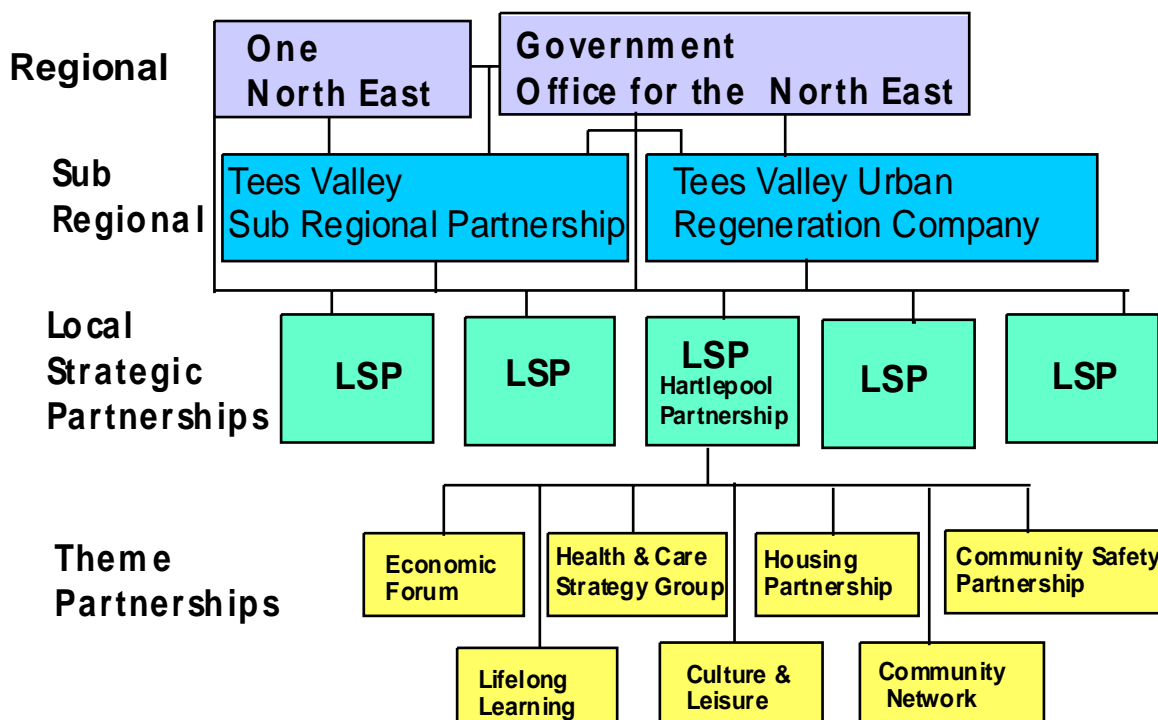 Regional
One
North East
Government
Office for the North East
Sub
Regional
Tees Valley
Sub Regional Partnership
Tees Valley Urban
Regeneration Company
Local
Strategic
Partnerships
LSP
LSP
LSP
Hartlepool
Partnership
LSP
LSP
Theme
Partnerships
Economic
Forum
Health & Care
Strategy Group
Housing
Partnership
Community Safety
Partnership
Lifelong
Learning
Culture &
Leisure
Community
Network